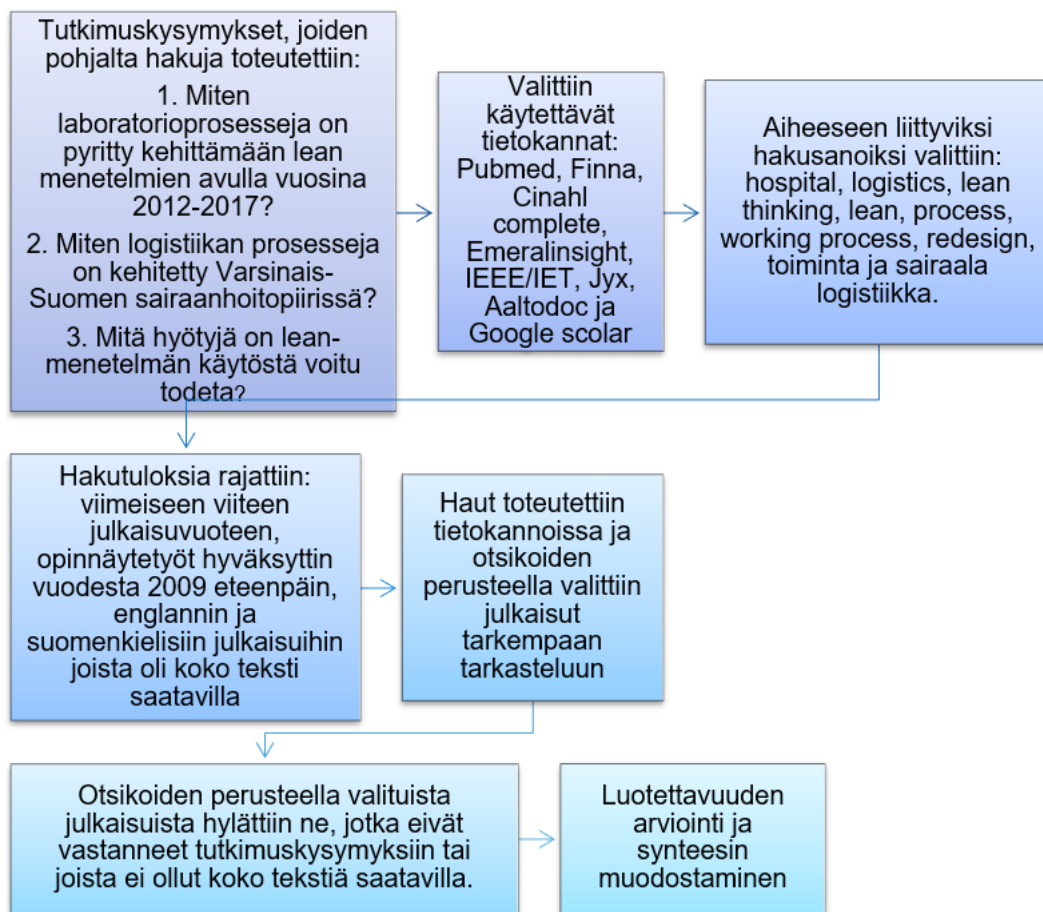 Tutkimuskysymykset, joiden
pohjalta hakuja toteutettiin:
1. Miten
laboratorioprosesseja on
pyritty kehittämään lean
menetelmien avulla vuosina
2012-2017?
2. Miten logistiikan prosesseja
on kehitetty Varsinais-
Suomen sairaanhoitopiirissä?
3. Mitä hyötyjä on lean-
menetelmän käytöstä voitu
todeta?
Valittiin
käytettävät
tietokannat:
Pubmed, Finna,
Cinahl
complete,
Emeralinsight,
IEEE/IET, Jyx,
Aaltodoc ja
Google scolar
Aiheeseen liittyviksi
hakusanoiksi valittiin:
hospital, logistics, lean
thinking, lean, process,
working process, redesign,
toiminta ja sairaala
logistiikka.
Hakutuloksia rajattiin:
viimeiseen viiteen
julkaisuvuoteen,
opinnäytetyöt hyväksyttin
vuodesta 2009 eteenpäin,
englannin ja
suomenkielisiin julkaisuihin
joista oli koko teksti
saatavilla
Haut toteutettiin
tietokannoissa ja
otsikoiden
perusteella valittiin
julkaisut
tarkempaan
tarkasteluun
Otsikoiden perusteella valituista
julkaisuista hylättiin ne, jotka eivät
vastanneet tutkimuskysymyksiin tai
joista ei ollut koko tekstiä saatavilla.
Luotettavuuden
arviointi ja
synteesin
muodostaminen